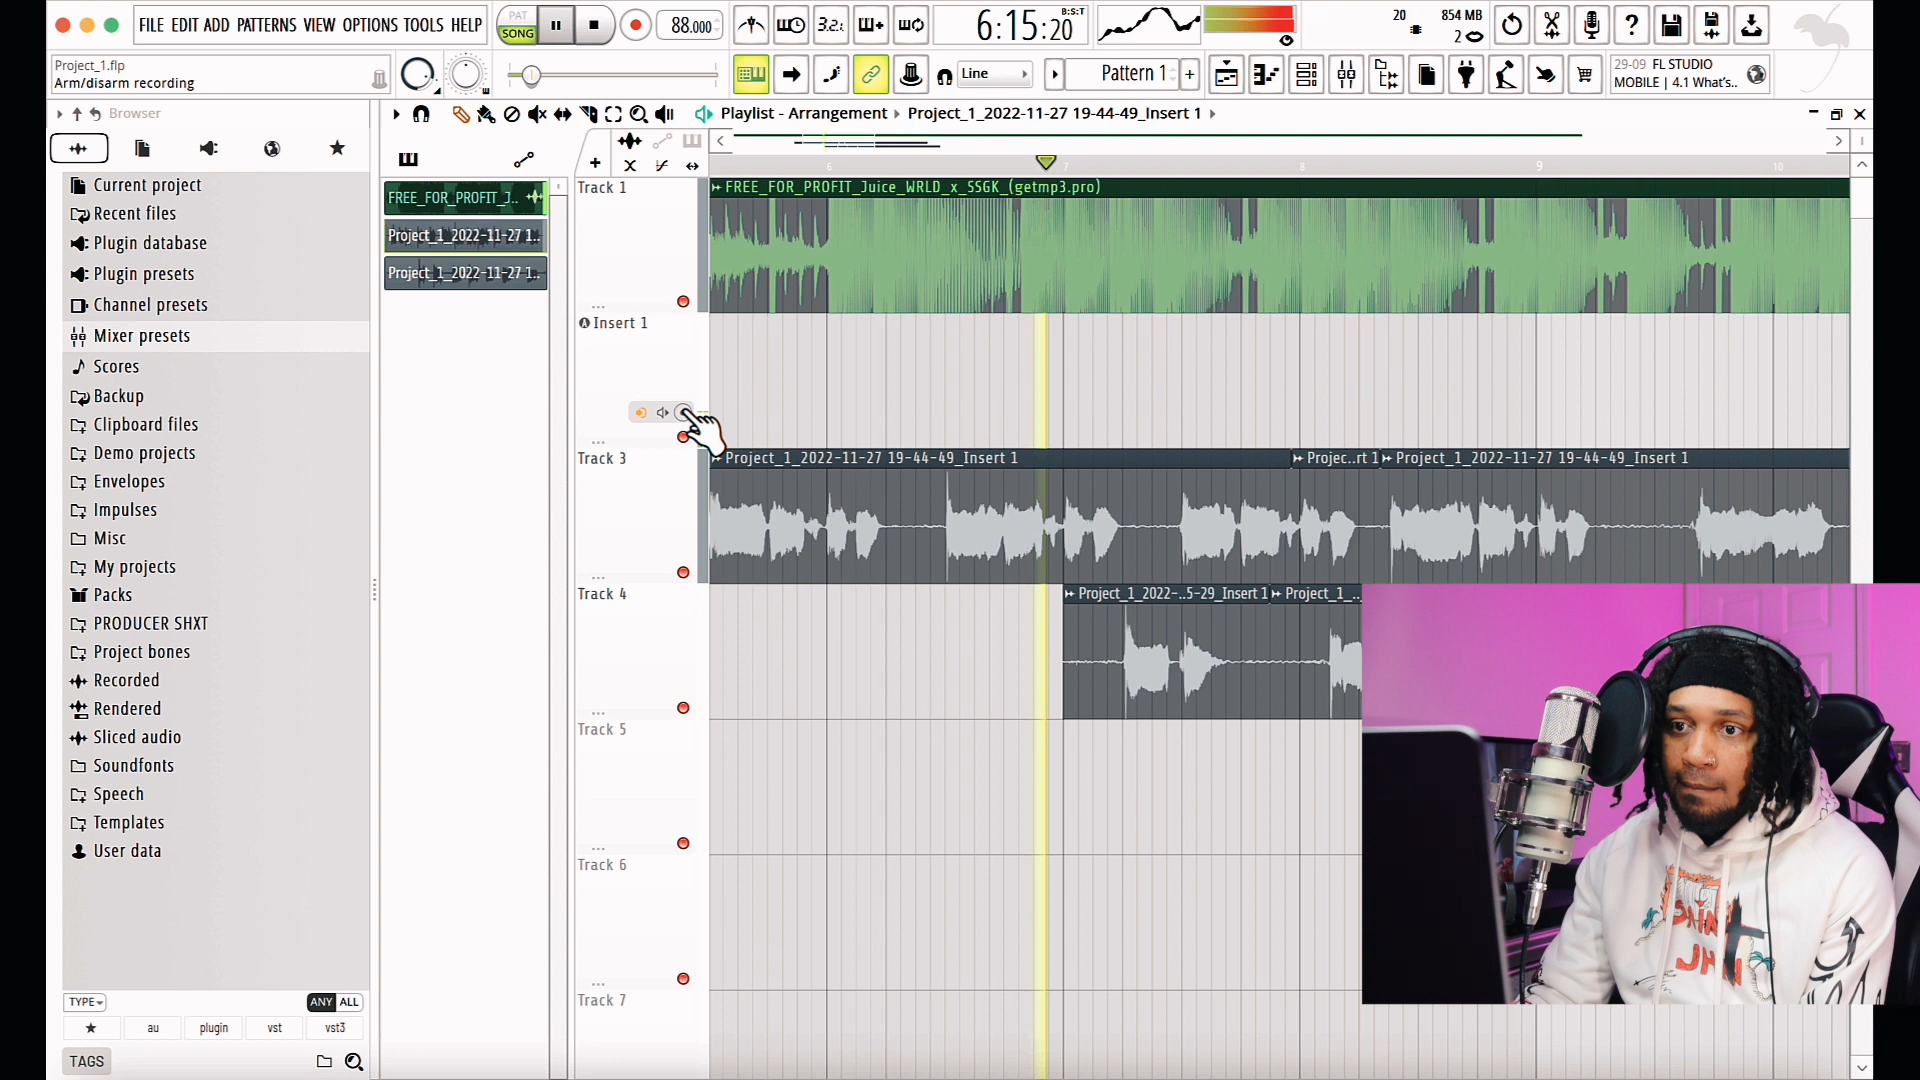 FILE EDIT ADD PATTERNS VIEW OPTIONS TOOLS HELP
PAT
SONG
88.000
3.2.
6:15:20
B:S:T
20
854 MB
2
Project_1.flp
Arm/disarm recording
Line
Pattern 1
+
29-09 FL STUDIO
MOBILE | 4.1 What's..
Browser
Playlist - Arrangement
Project_1_2022-11-27 19-44-49_Insert 1
Current project
Recent files
Plugin database
Plugin presets
Channel presets
Mixer presets
Scores
Backup
Clipboard files
Demo projects
Envelopes
Impulses
Misc
My projects
Packs
PRODUCER SHXT
Project bones
Recorded
Rendered
Sliced audio
Soundfonts
Speech
Templates
User data
TYPE
ANY ALL
au plugin vst vst3
TAGS
FREE_FOR_PROFIT_J..
Project_1_2022-11-27 1..
Project_1_2022-11-27 1..
6 7 8 9 10
Track 1
FREE_FOR_PROFIT_Juice_WRLD_x_SSGK_(getmp3.pro)
Insert 1
Track 3
Project_1_2022-11-27 19-44-49_Insert 1
Projec..rt 1
Project_1_2022-11-27 19-44-49_Insert 1
Track 4
Project_1_2022-..5-29_Insert 1
Project_1_..
Track 5
Track 6
Track 7